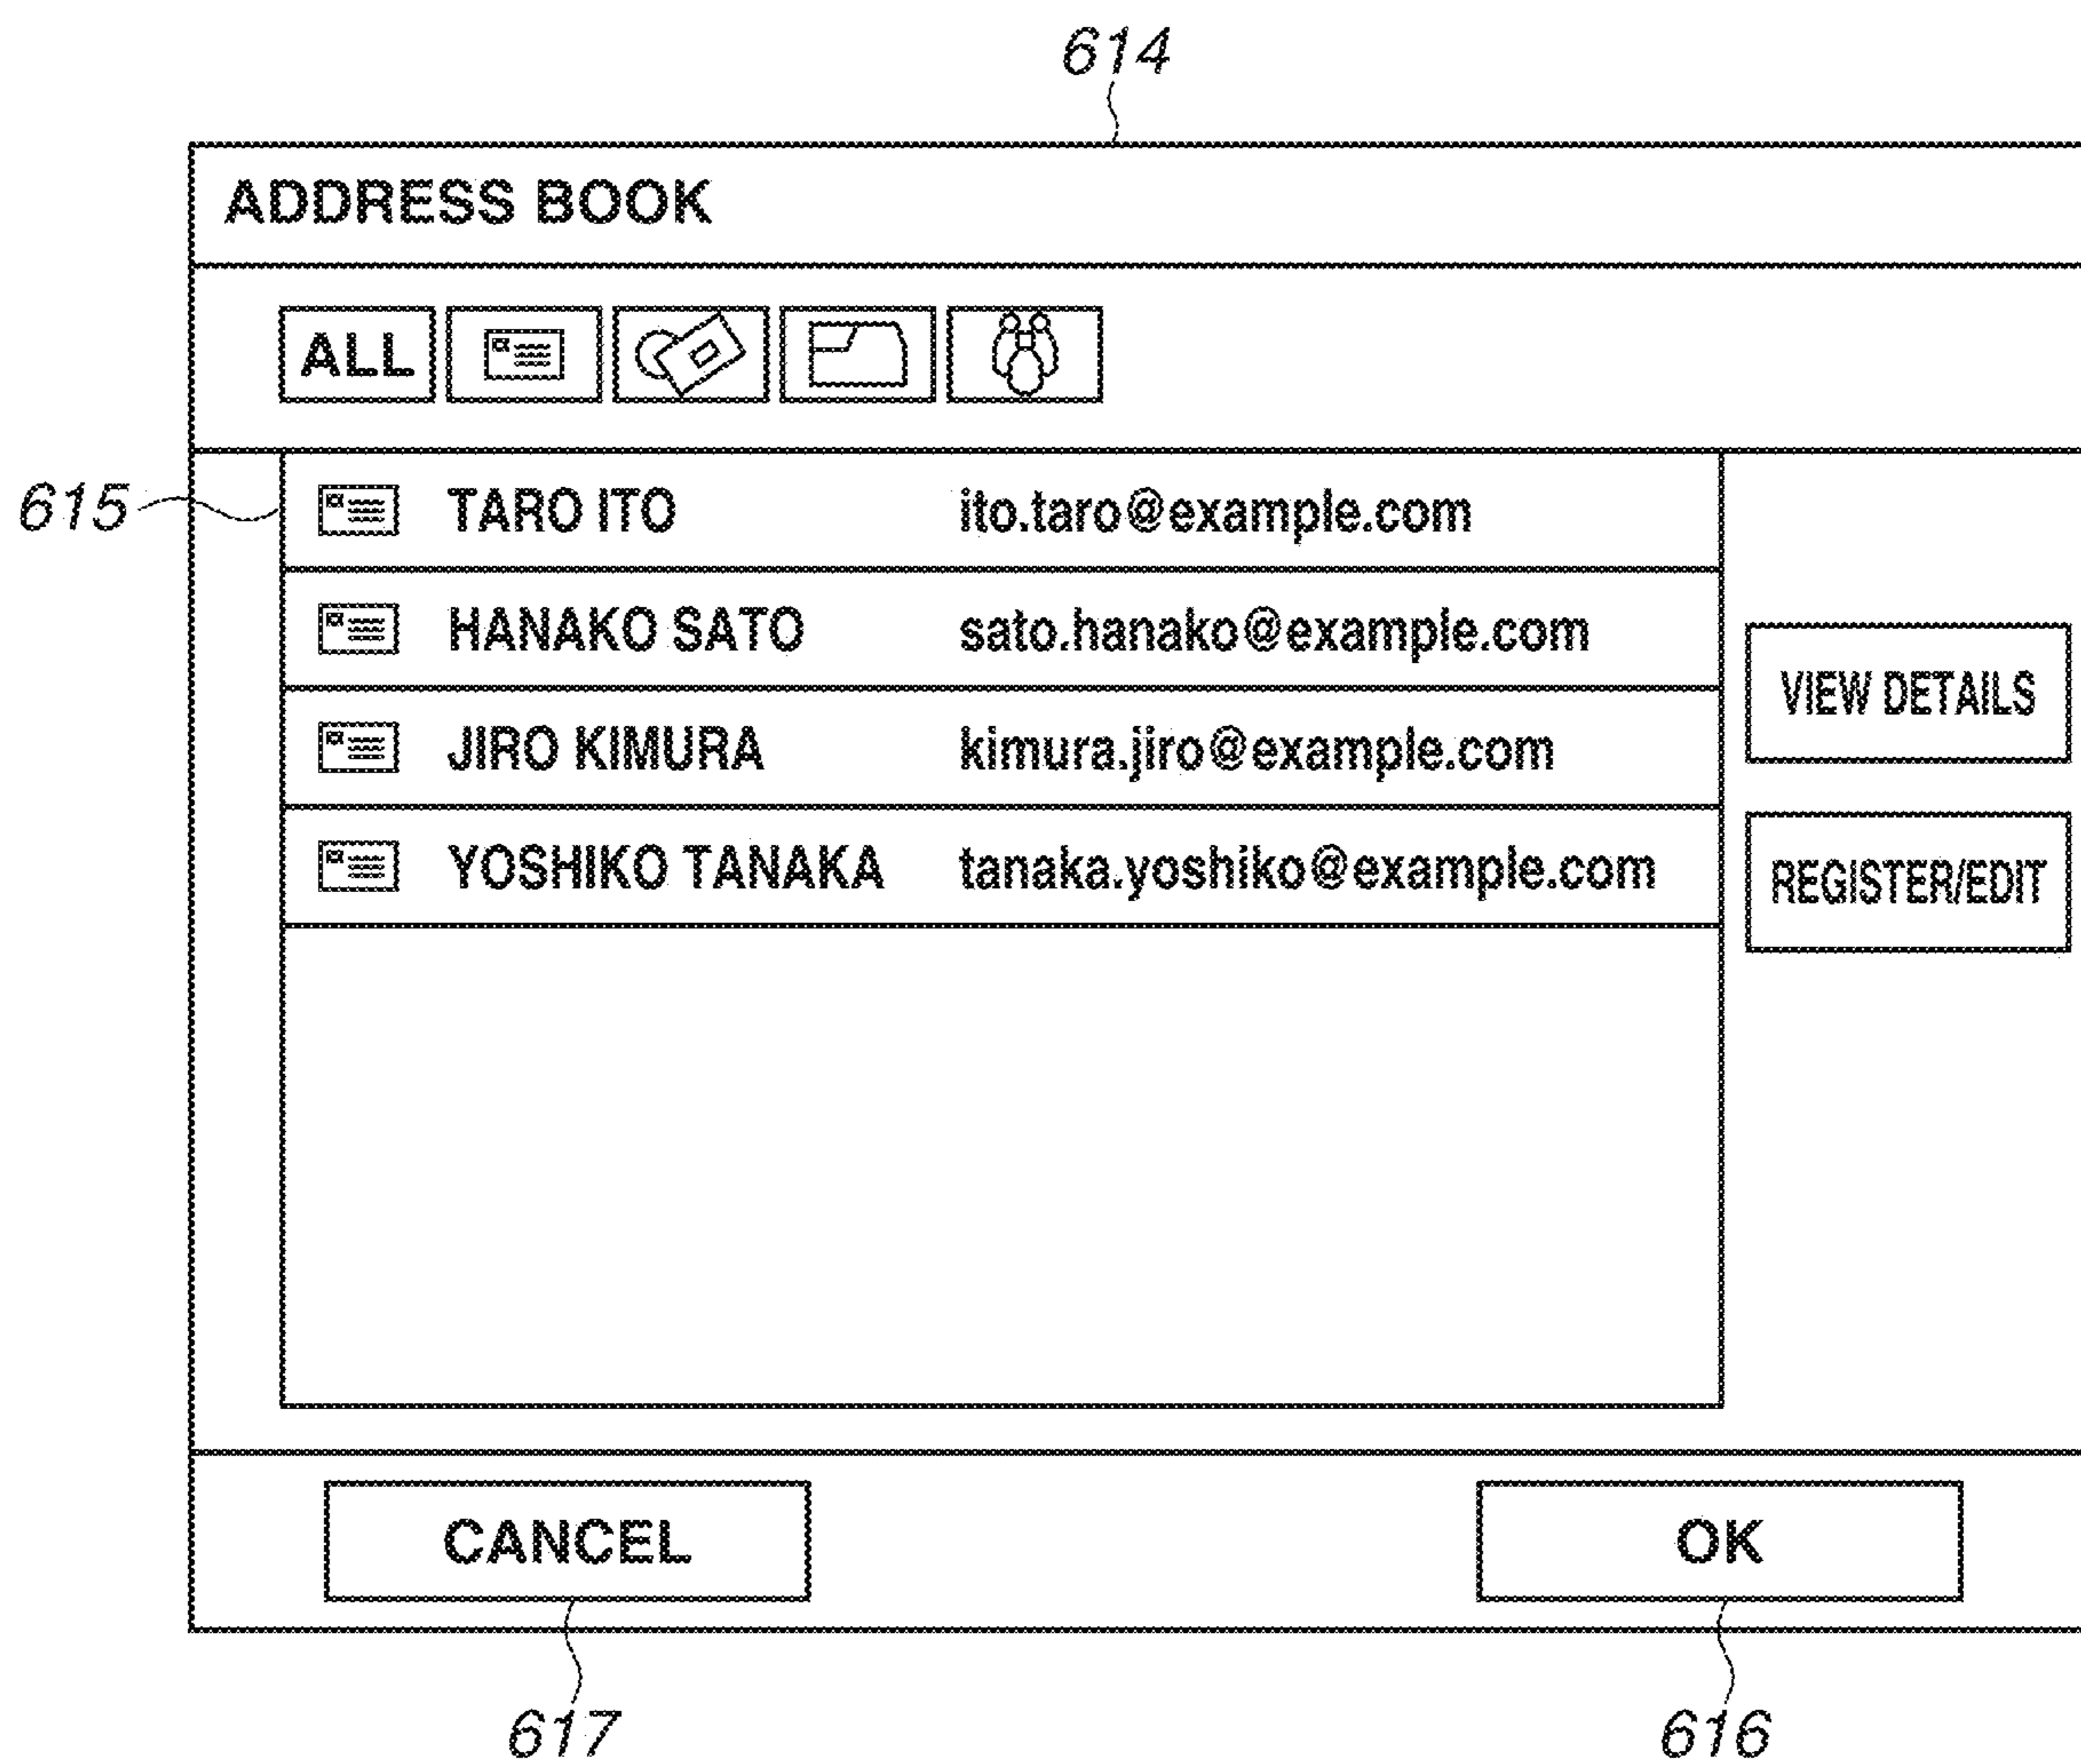 614
ADDRESS BOOK
ALL
615
TARO ITO ito.taro@example.com
HANAKO SATO sato.hanako@example.com
JIRO KIMURA kimura.jiro@example.com
YOSHIKO TANAKA tanaka.yoshiko@example.com
VIEW DETAILS
REGISTER/EDIT
CANCEL
OK
617
616